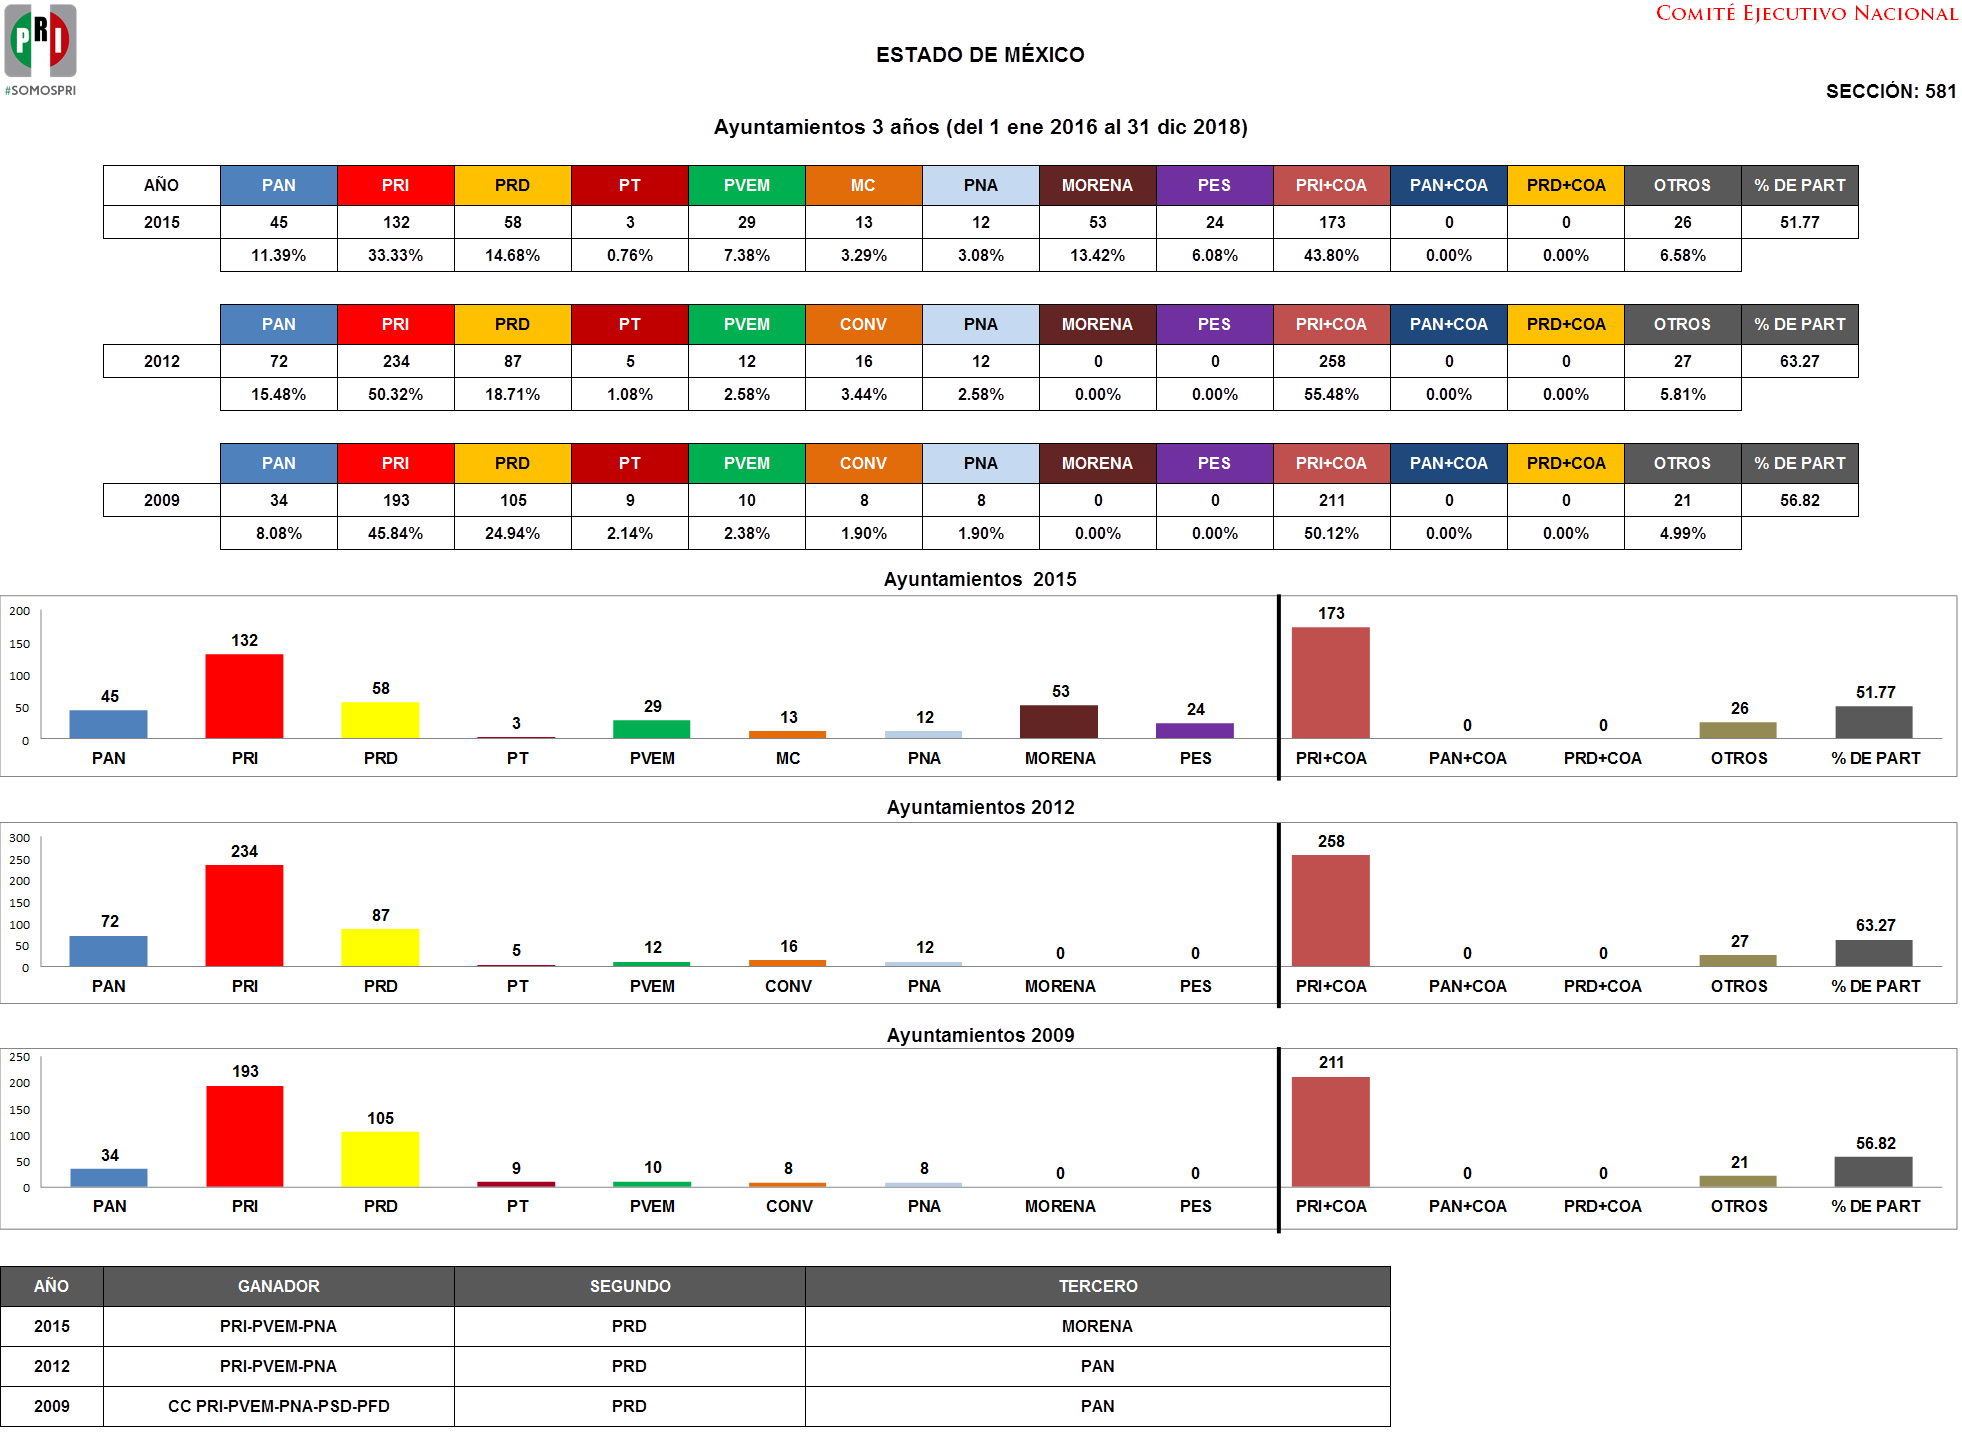 PRI
#SOMOSPRI
COMITÉ EJECUTIVO NACIONAL
ESTADO DE MÉXICO
SECCIÓN: 581
Ayuntamientos 3 años (del 1 ene 2016 al 31 dic 2018)
AÑO PAN PRI PRD PT PVEM MC PNA MORENA PES PRI+COA PAN+COA PRD+COA OTROS % DE PART
2015 45 132 58 3 29 13 12 53 24 173 0 0 26 51.77
11.39% 33.33% 14.68% 0.76% 7.38% 3.29% 3.08% 13.42% 6.08% 43.80% 0.00% 0.00% 6.58%
PAN PRI PRD PT PVEM CONV PNA MORENA PES PRI+COA PAN+COA PRD+COA OTROS % DE PART
2012 72 234 87 5 12 16 12 0 0 258 0 0 27 63.27
15.48% 50.32% 18.71% 1.08% 2.58% 3.44% 2.58% 0.00% 0.00% 55.48% 0.00% 0.00% 5.81%
PAN PRI PRD PT PVEM CONV PNA MORENA PES PRI+COA PAN+COA PRD+COA OTROS % DE PART
2009 34 193 105 9 10 8 8 0 0 211 0 0 21 56.82
8.08% 45.84% 24.94% 2.14% 2.38% 1.90% 1.90% 0.00% 0.00% 50.12% 0.00% 0.00% 4.99%
Ayuntamientos 2015
200
150
100
50
0
45 132 58 3 29 13 12 53 24 173 0 0 26 51.77
PAN PRI PRD PT PVEM MC PNA MORENA PES PRI+COA PAN+COA PRD+COA OTROS % DE PART
Ayuntamientos 2012
300
250
200
150
100
50
0
72 234 87 5 12 16 12 0 0 258 0 0 27 63.27
PAN PRI PRD PT PVEM CONV PNA MORENA PES PRI+COA PAN+COA PRD+COA OTROS % DE PART
Ayuntamientos 2009
250
200
150
100
50
0
34 193 105 9 10 8 8 0 0 211 0 0 21 56.82
PAN PRI PRD PT PVEM CONV PNA MORENA PES PRI+COA PAN+COA PRD+COA OTROS % DE PART
AÑO GANADOR SEGUNDO TERCERO
2015 PRI-PVEM-PNA PRD MORENA
2012 PRI-PVEM-PNA PRD PAN
2009 CC PRI-PVEM-PNA-PSD-PFD PRD PAN